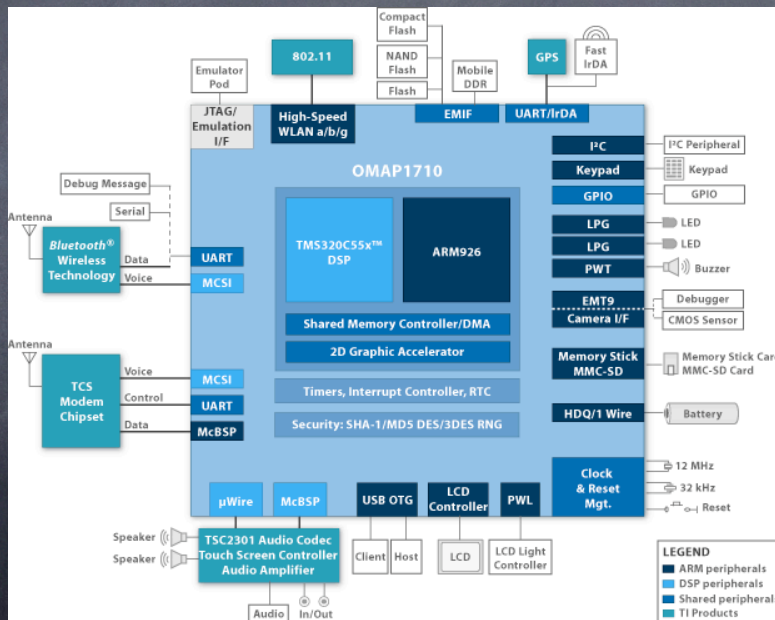 Compact
Flash
NAND
Flash
Flash
Mobile
DDR
802.11
GPS
Fast
IrDA
Emulator
Pod
JTAG/
Emulation
I/F
High-Speed
WLAN a/b/g
EMIF
UART/IrDA
OMAP1710
I²C
I²C Peripheral
Keypad
Keypad
GPIO
GPIO
LPG
LED
LPG
LED
PWT
Buzzer
EMT9
Camera I/F
Debugger
CMOS Sensor
Memory Stick
MMC-SD
Memory Stick Card
MMC-SD Card
HDQ/1 Wire
Battery
Clock
& Reset
Mgt.
12 MHz
32 kHz
Reset
Debug Message
Serial
Antenna
Bluetooth®
Wireless
Technology
Data
Voice
UART
MCSI
TMS320C55x™
DSP
ARM926
Shared Memory Controller/DMA
2D Graphic Accelerator
Timers, Interrupt Controller, RTC
Security: SHA-1/MD5 DES/3DES RNG
Antenna
TCS
Modem
Chipset
Voice
Control
Data
MCSI
UART
McBSP
µWire
McBSP
USB OTG
LCD
Controller
PWL
Speaker
Speaker
TSC2301 Audio Codec
Touch Screen Controller
Audio Amplifier
Audio
In/Out
Client
Host
LCD
LCD Light
Controller
LEGEND
ARM peripherals
DSP peripherals
Shared peripherals
TI Products